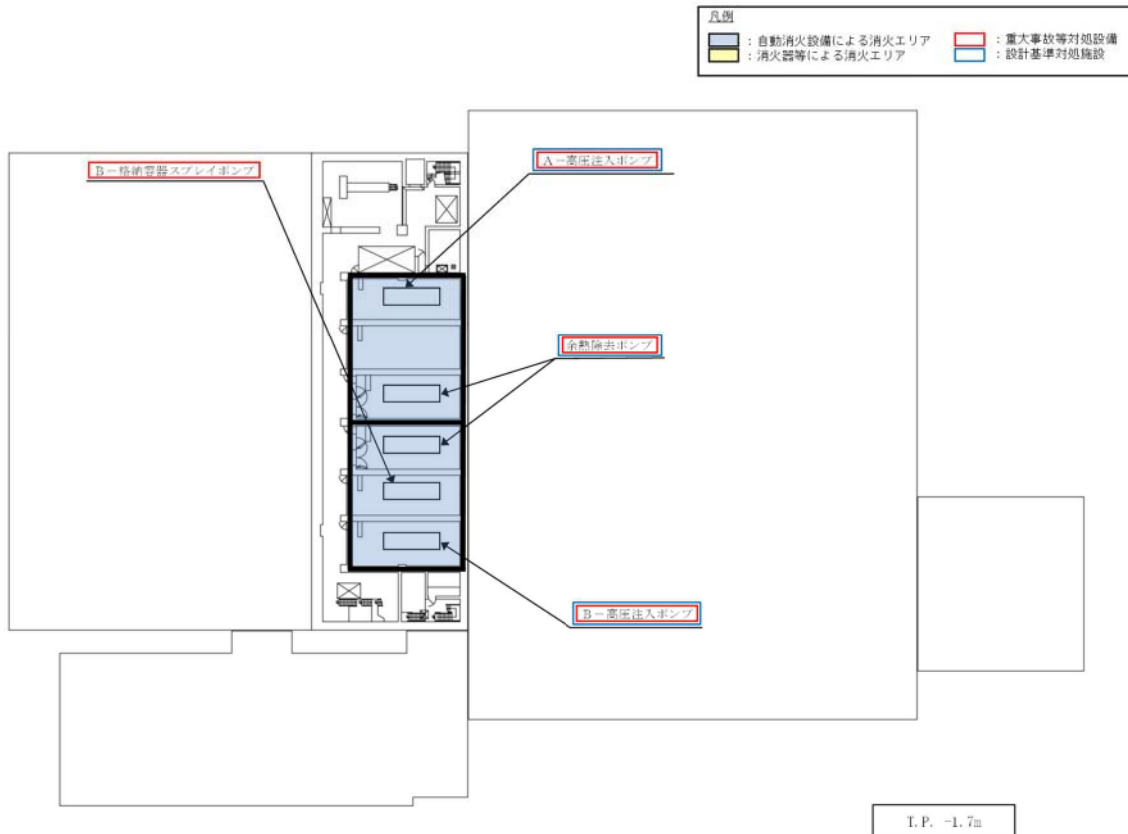 凡例
：自動消火設備による消火エリア
：重大事故等対処設備
：消火器等による消火エリア
：設計基準対処施設
A－高圧注入ポンプ
B－格納容器スプレイポンプ
余熱除去ポンプ
B－高圧注入ポンプ
T.P. -1.7m